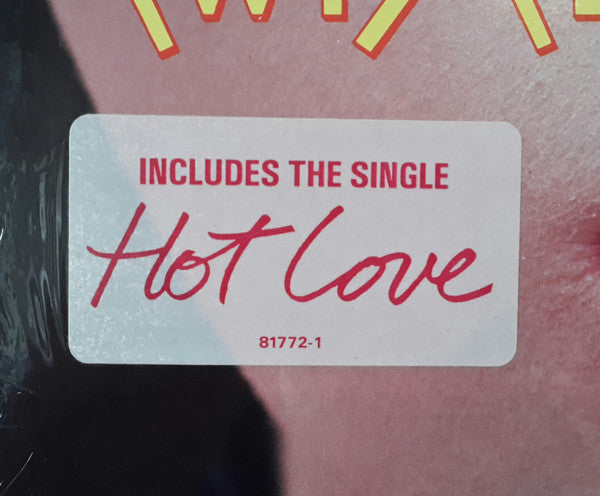 INCLUDES THE SINGLE
Hot Love
81772-1